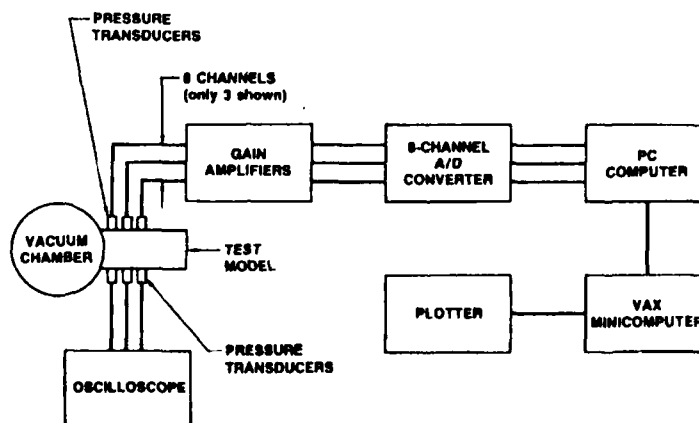 PRESSURE
TRANSDUCERS
8 CHANNELS
(only 3 shown)
GAIN
AMPLIFIERS
8-CHANNEL
A/D
CONVERTER
PC
COMPUTER
VACUUM
CHAMBER
TEST
MODEL
PLOTTER
VAX
MINICOMPUTER
PRESSURE
TRANSDUCERS
OSCILLOSCOPE